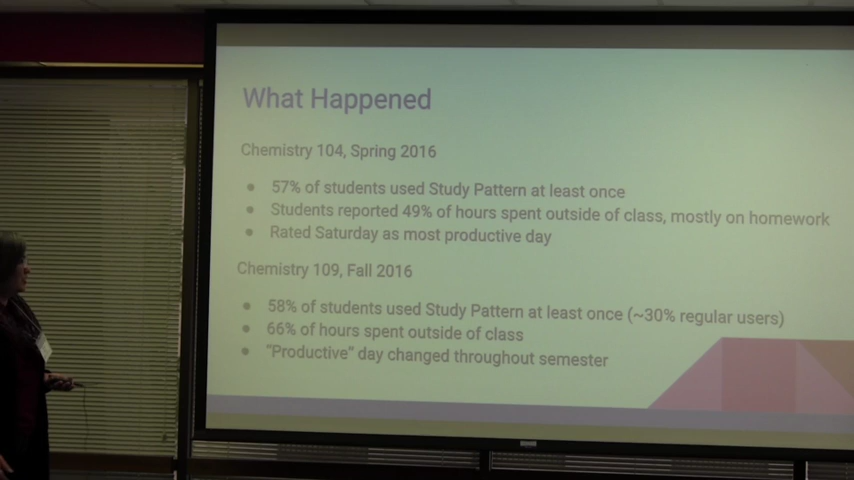 What Happened
Chemistry 104, Spring 2016
● 57% of students used Study Pattern at least once
● Students reported 49% of hours spent outside of class, mostly on homework
● Rated Saturday as most productive day
Chemistry 109, Fall 2016
● 58% of students used Study Pattern at least once (~30% regular users)
● 66% of hours spent outside of class
● "Productive" day changed throughout semester